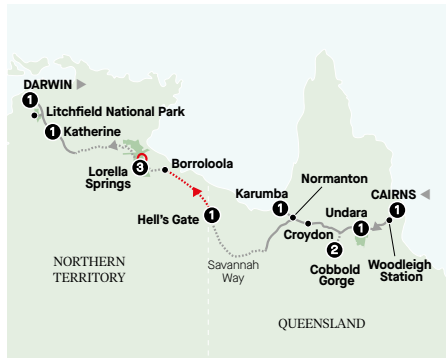 DARWIN
1
Litchfield National Park
1
Katherine
3
Lorella
Springs
Borroloola
Normanton
Karumba
1
CAIRNS
1
Undara
1
Hell's Gate
1
Croydon
2
Cobbold
Gorge
Woodleigh
Station
Savannah
Way
NORTHERN
TERRITORY
QUEENSLAND